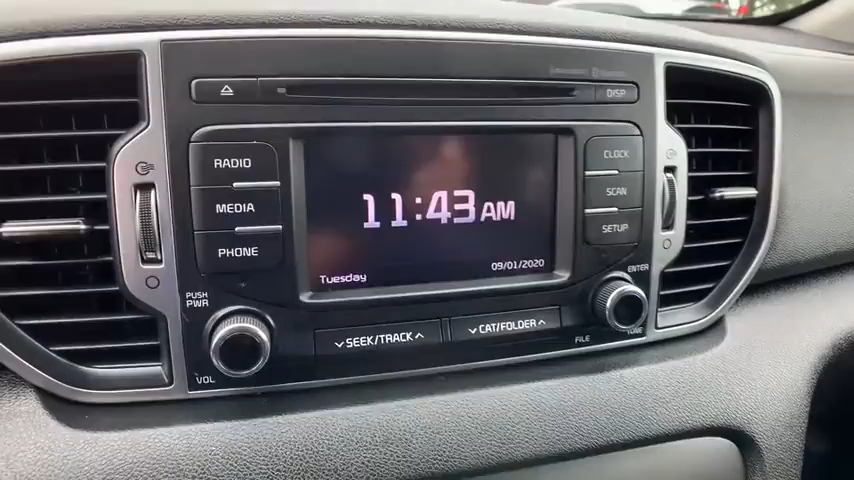 DISP
RADIO
CLOCK
MEDIA
SCAN
PHONE
SETUP
11:43 AM
Tuesday
09/01/2020
PUSH
PWR
ENTER
SEEK/TRACK
CAT/FOLDER
FILE
TUNE
VOL